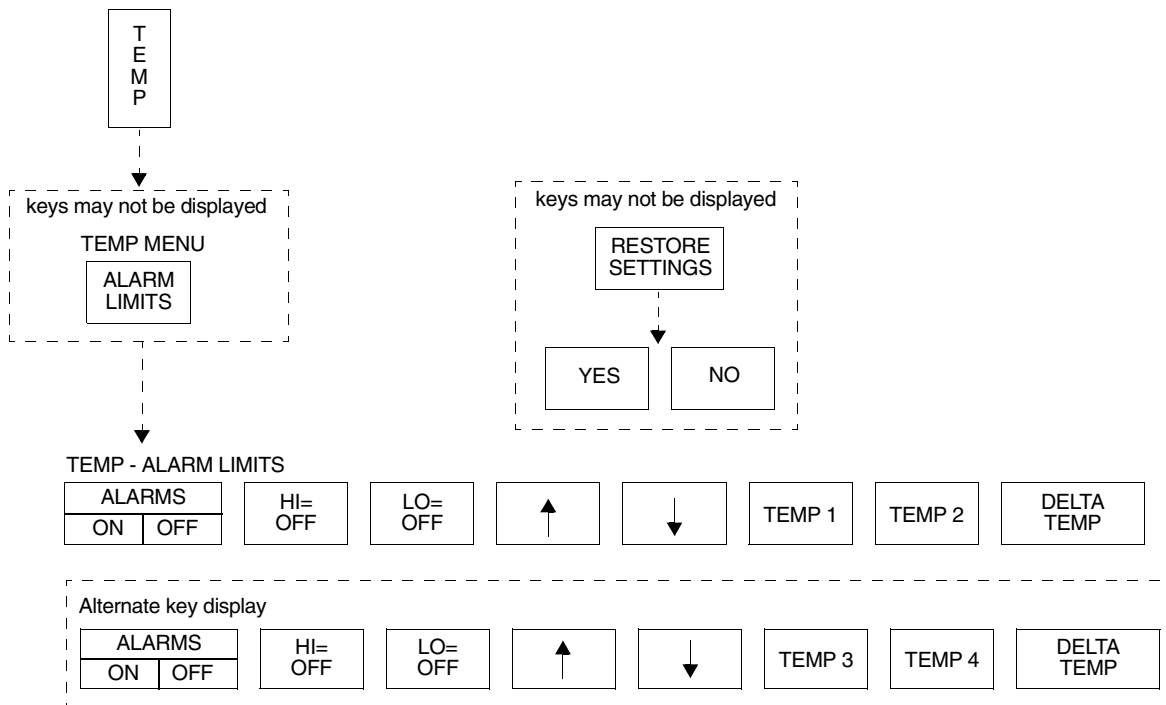 T
E
M
P
keys may not be displayed
TEMP MENU
ALARM
LIMITS
keys may not be displayed
RESTORE
SETTINGS
YES
NO
TEMP - ALARM LIMITS
ALARMS
ON
OFF
HI=
OFF
LO=
OFF
TEMP 1
TEMP 2
DELTA
TEMP
Alternate key display
ALARMS
ON
OFF
HI=
OFF
LO=
OFF
TEMP 3
TEMP 4
DELTA
TEMP